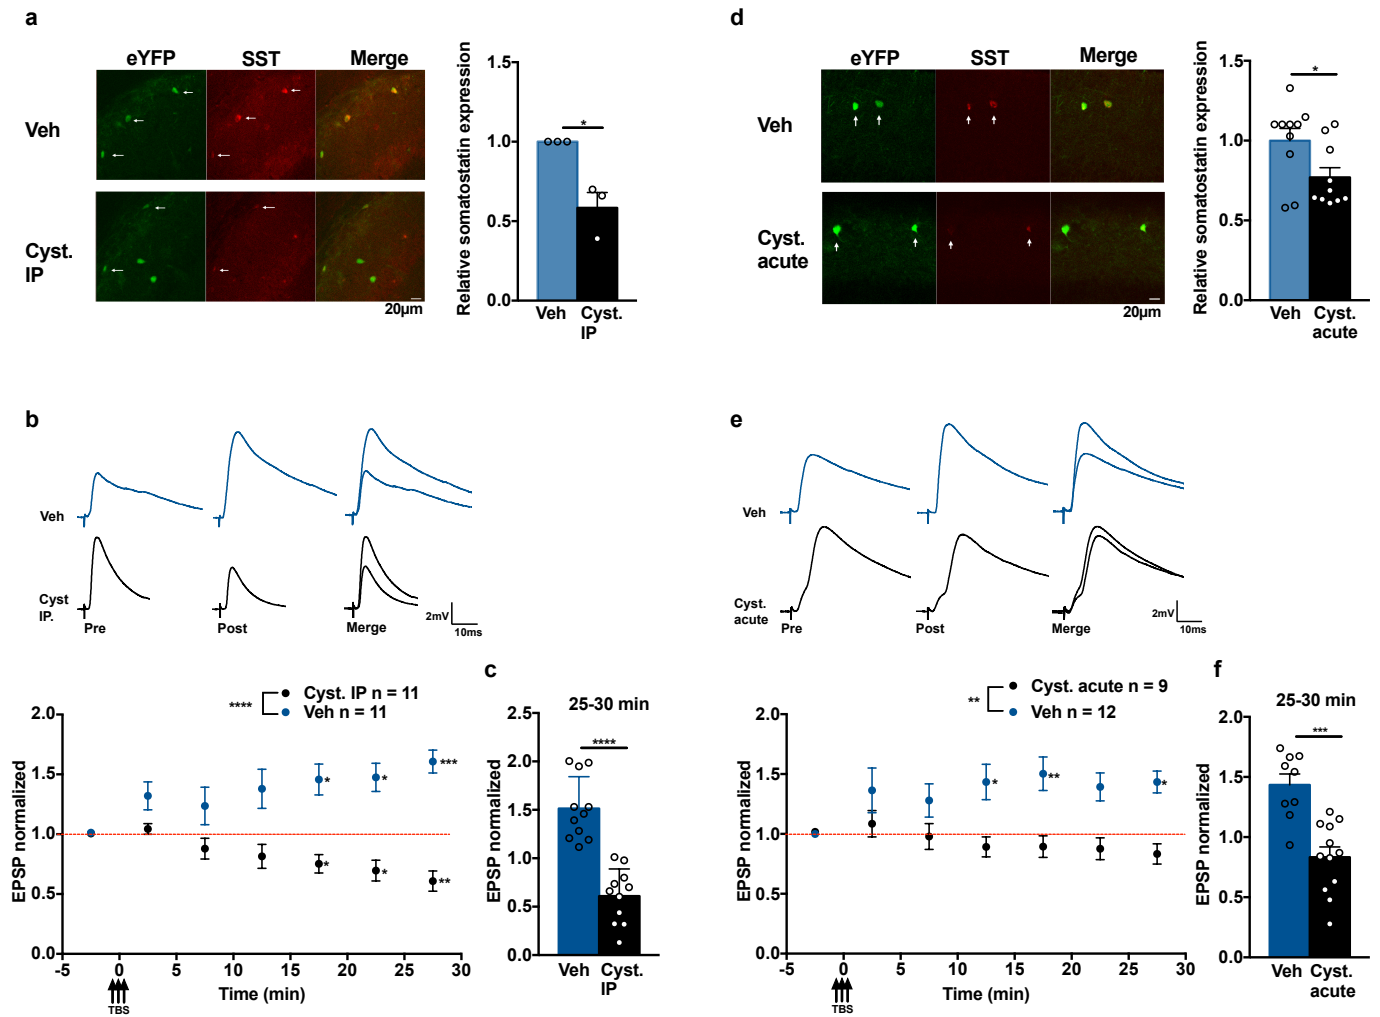 a
eYFP SST Merge
Veh
Cyst.
IP
20µm
Relative somatostatin expression
1.5
1.0
0.5
0.0
*
Veh Cyst.
IP
d
eYFP SST Merge
Veh
Cyst.
acute
20µm
Relative somatostatin expression
1.5
1.0
0.5
0.0
*
Veh Cyst.
acute
b
Veh
Cyst
IP.
Pre Post Merge
2mV
10ms
**** Cyst. IP n = 11
Veh n = 11
EPSP normalized
2.0
1.5
1.0
0.5
0.0
* * ***
* * **
-5 0 5 10 15 20 25 30
TBS
Time (min)
c
25-30 min
EPSP normalized
2.5
2.0
1.5
1.0
0.5
0.0
****
Veh Cyst.
IP
e
Veh
Cyst.
acute
Pre Post Merge
2mV
10ms
** Cyst. acute n = 9
Veh n = 12
EPSP normalized
2.0
1.5
1.0
0.5
0.0
* ** *
-5 0 5 10 15 20 25 30
TBS
Time (min)
f
25-30 min
EPSP normalized
2.0
1.5
1.0
0.5
0.0
***
Veh Cyst.
acute